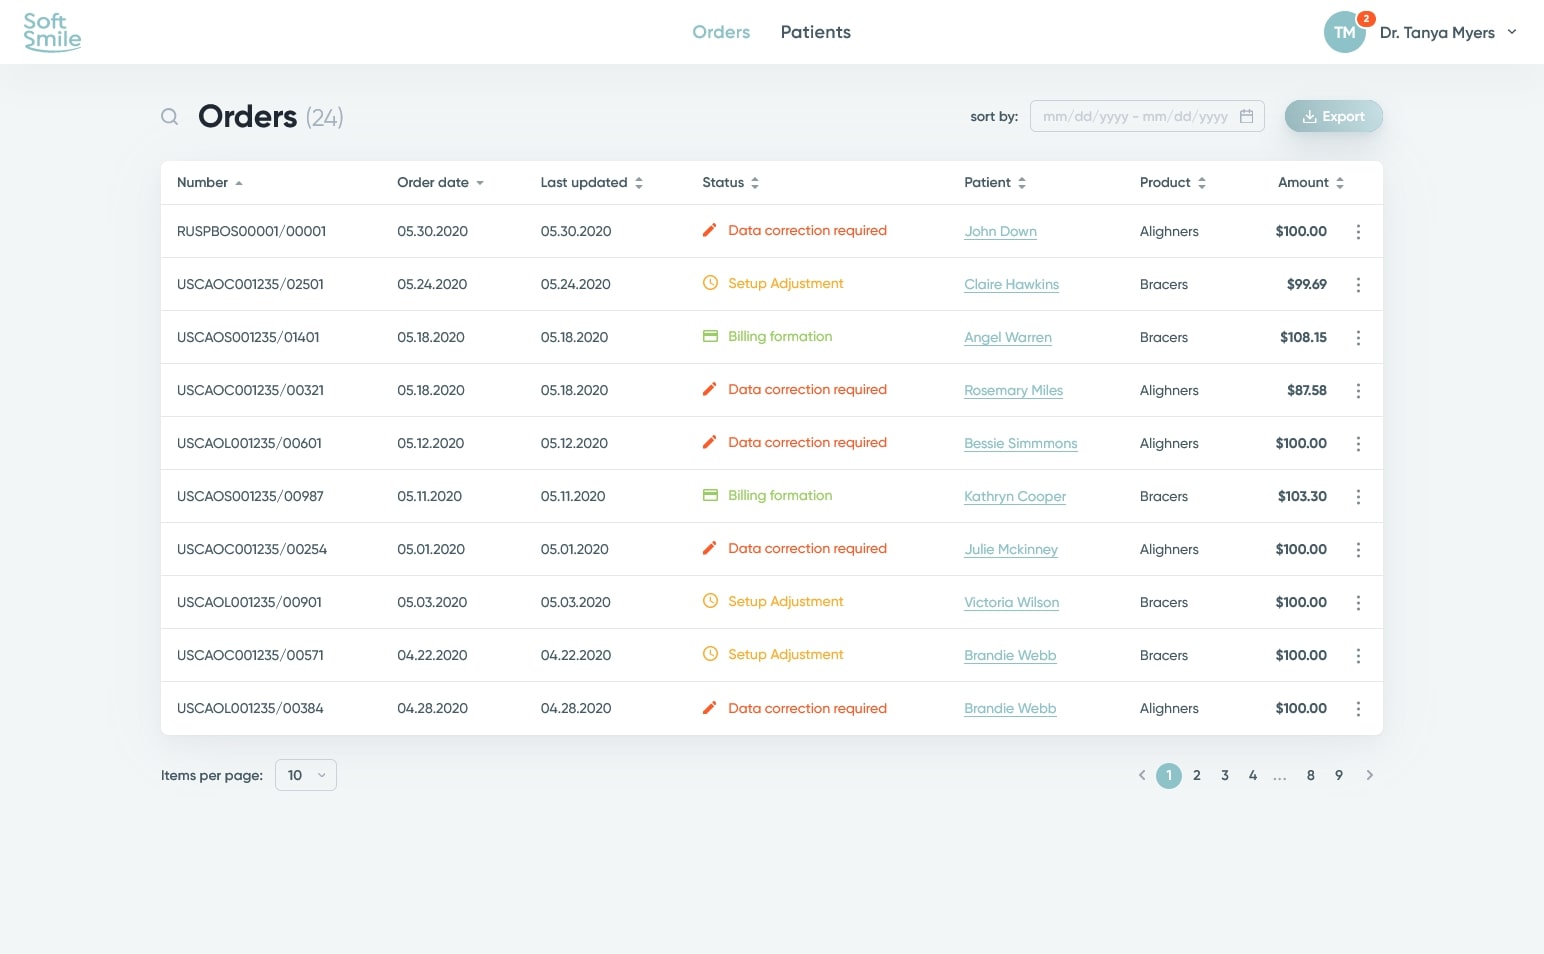 Soft
Smile
Orders Patients
TM 2 Dr. Tanya Myers
Orders (24) sort by: mm/dd/yyyy - mm/dd/yyyy Export
Number Order date Last updated Status Patient Product Amount
RUSPBOS00001/00001 05.30.2020 05.30.2020 Data correction required John Down Alighners $100.00
USCAOC001235/02501 05.24.2020 05.24.2020 Setup Adjustment Claire Hawkins Bracers $99.69
USCAOS001235/01401 05.18.2020 05.18.2020 Billing formation Angel Warren Bracers $108.15
USCAOC001235/00321 05.18.2020 05.18.2020 Data correction required Rosemary Miles Alighners $87.58
USCAOL001235/00601 05.12.2020 05.12.2020 Data correction required Bessie Simmmons Alighners $100.00
USCAOS001235/00987 05.11.2020 05.11.2020 Billing formation Kathryn Cooper Bracers $103.30
USCAOC001235/00254 05.01.2020 05.01.2020 Data correction required Julie Mckinney Alighners $100.00
USCAOL001235/00901 05.03.2020 05.03.2020 Setup Adjustment Victoria Wilson Bracers $100.00
USCAOC001235/00571 04.22.2020 04.22.2020 Setup Adjustment Brandie Webb Bracers $100.00
USCAOL001235/00384 04.28.2020 04.28.2020 Data correction required Brandie Webb Alighners $100.00
Items per page: 10 1 2 3 4 ... 8 9